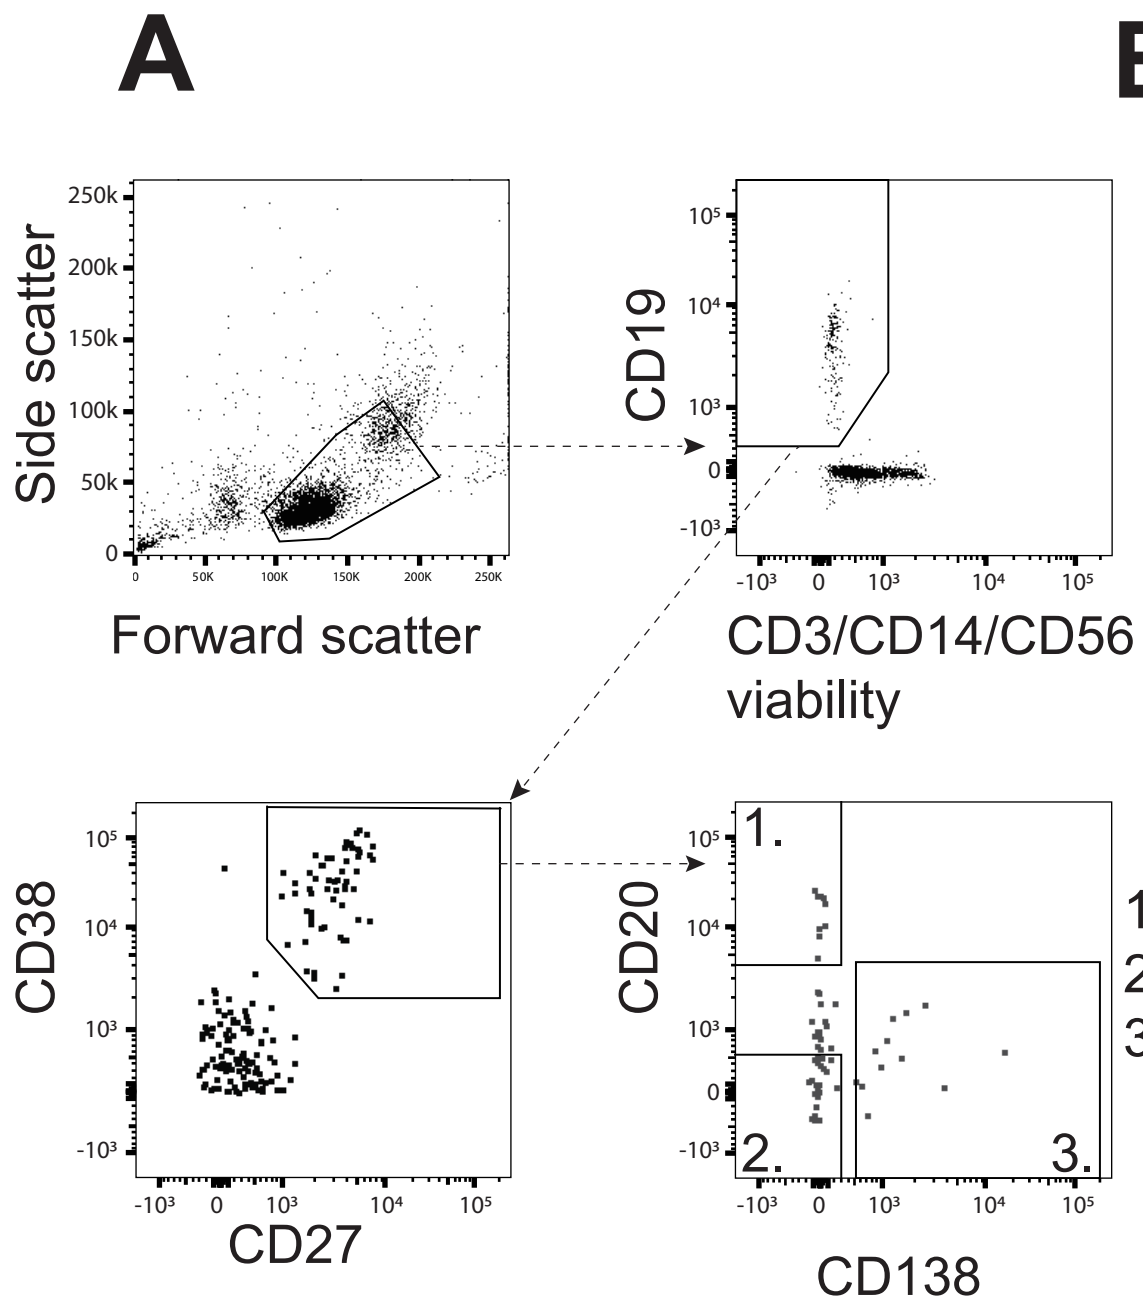 A
Side scatter
250k
200k
150k
100k
50k
0
0 50K 100K 150K 200K 250K
Forward scatter
CD19
10⁵
10⁴
10³
0
-10³
-10³ 0 10³ 10⁴ 10⁵
CD3/CD14/CD56
viability
CD38
10⁵
10⁴
10³
0
-10³
-10³ 0 10³ 10⁴ 10⁵
CD27
CD20
10⁵
10⁴
10³
0
-10³
1.
2.
3.
-10³ 0 10³ 10⁴ 10⁵
CD138
1
2
3